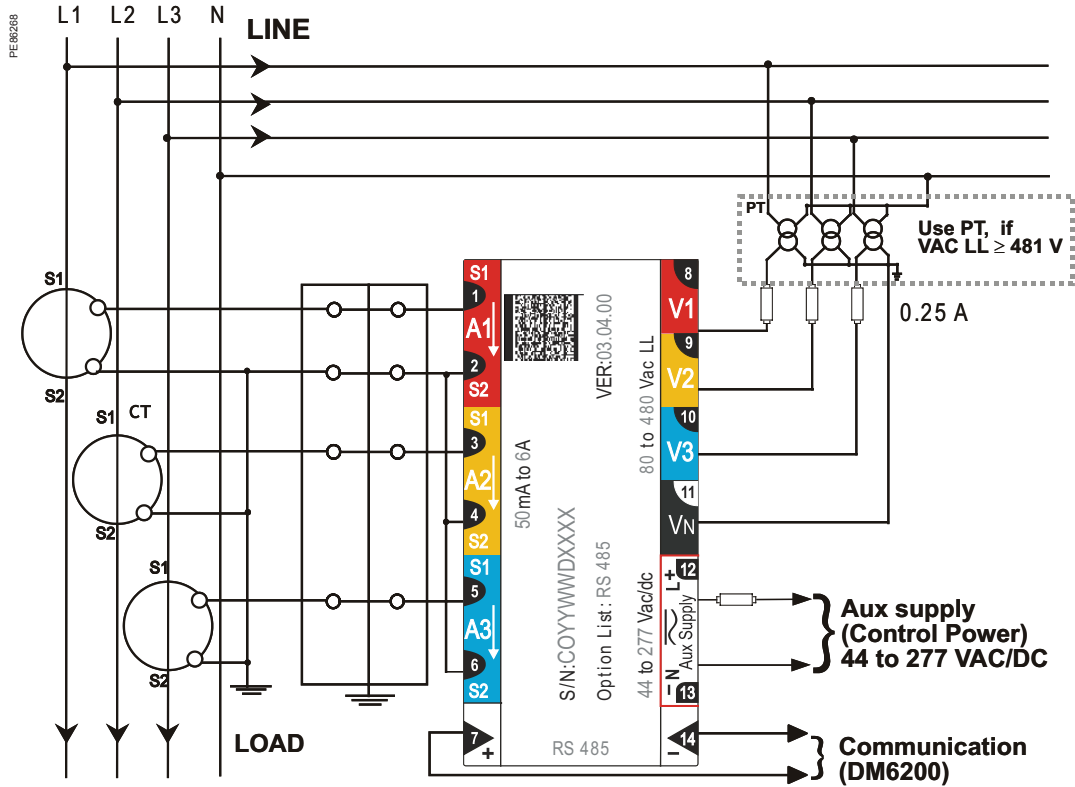 PE86268
L1 L2 L3 N
LINE
PT
Use PT, if
VAC LL ≥ 481 V
0.25 A
S1
S2
S1 CT
S2
S1
S2
LOAD
S1
1
A1
2
S2
S1
3
A2
4
S2
S1
5
A3
6
S2
7
+
VER:03.04.00
50mA to 6A
S/N:COYYWWDXXXX
Option List : RS 485
80 to 480 Vac LL
44 to 277 Vac/dc
RS 485
8
V1
9
V2
10
V3
11
VN
12
L+
Aux Supply
−N
13
14
−
Aux supply
(Control Power)
44 to 277 VAC/DC
Communication
(DM6200)